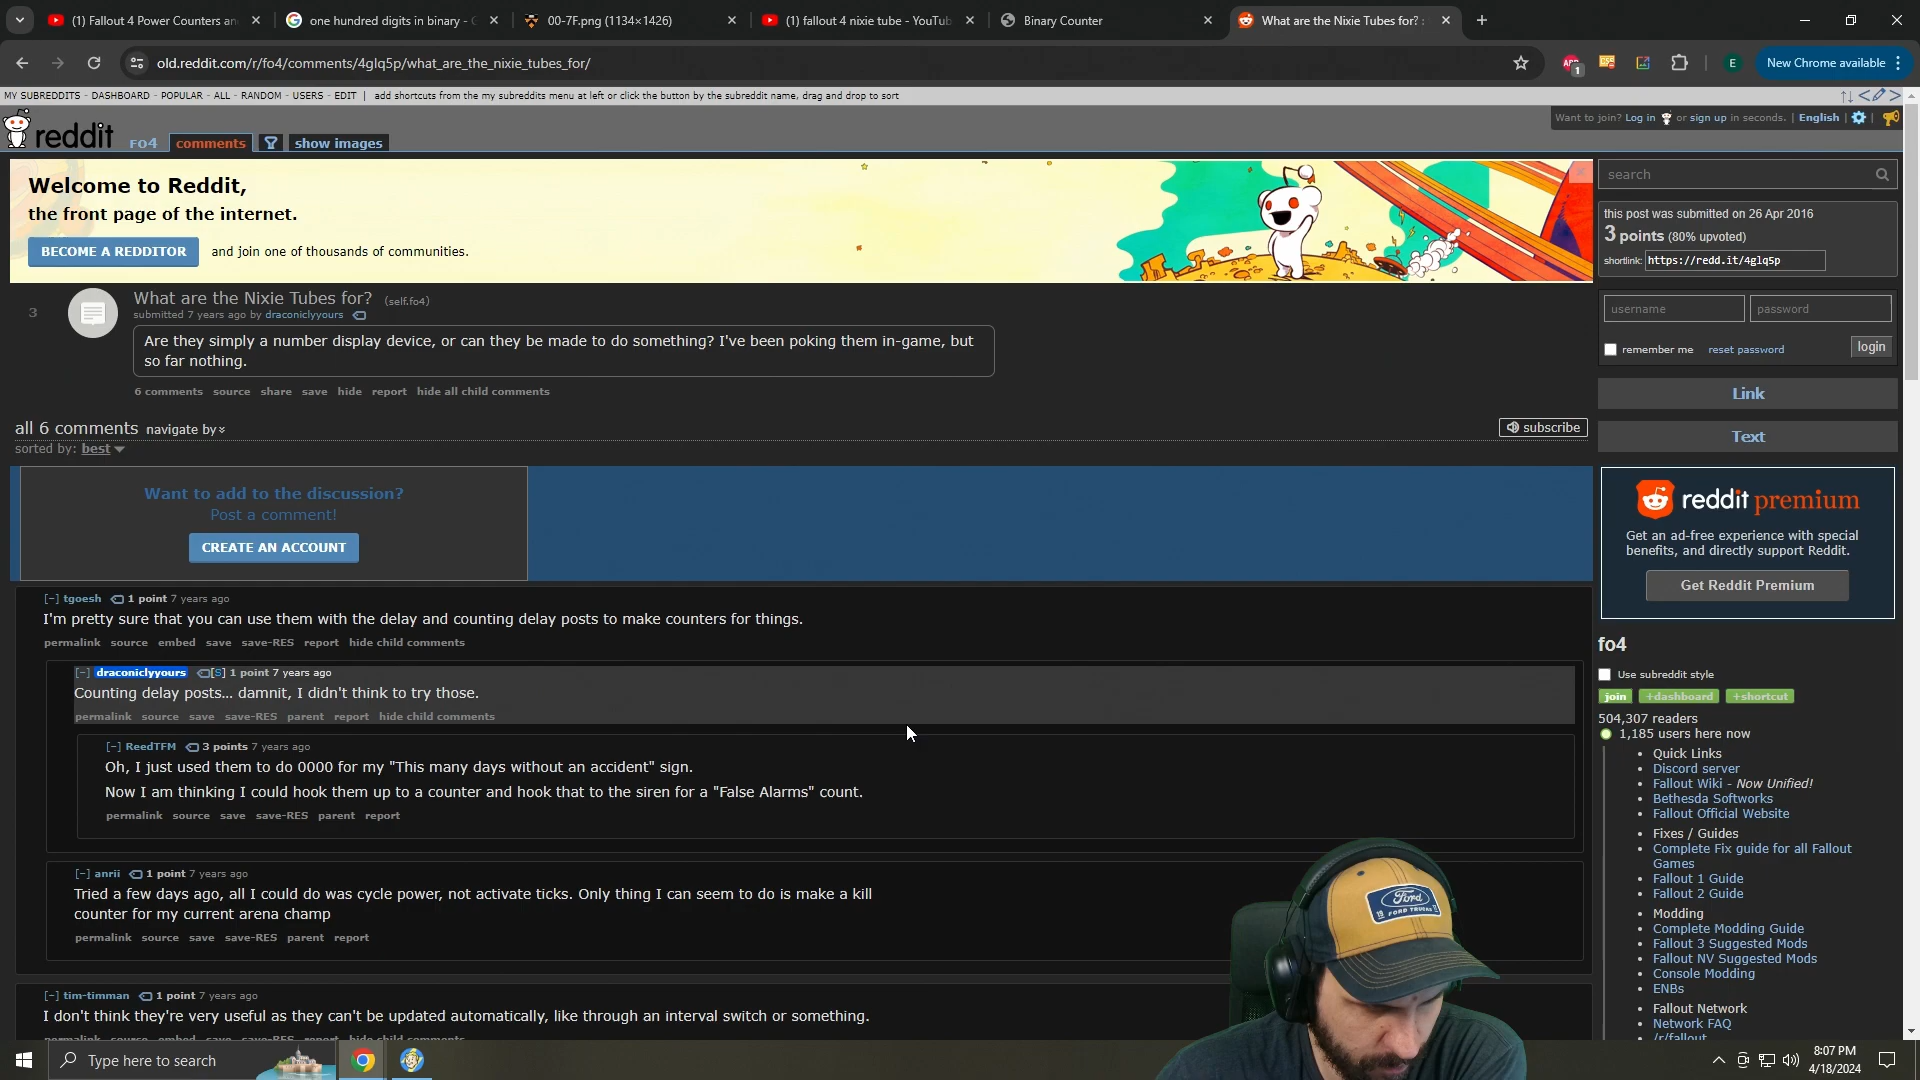 (1) Fallout 4 Power Counters an
one hundred digits in binary - G
00-7F.png (1134×1426)
(1) fallout 4 nixie tube - YouTub
Binary Counter
What are the Nixie Tubes for? :
old.reddit.com/r/fo4/comments/4glq5p/what_are_the_nixie_tubes_for/
ABP
1
E
New Chrome available
MY SUBREDDITS - DASHBOARD - POPULAR - ALL - RANDOM - USERS - EDIT | add shortcuts from the my subreddits menu at left or click the button by the subreddit name, drag and drop to sort
reddit FO4 comments show images
Want to join? Log in or sign up in seconds. | English
Welcome to Reddit,
the front page of the internet.
BECOME A REDDITOR and join one of thousands of communities.
3
What are the Nixie Tubes for? (self.fo4)
submitted 7 years ago by draconiclyyours
Are they simply a number display device, or can they be made to do something? I've been poking them in-game, but
so far nothing.
6 comments source share save hide report hide all child comments
all 6 comments navigate by
subscribe
sorted by: best
Want to add to the discussion?
Post a comment!
CREATE AN ACCOUNT
[−] tgoesh 1 point 7 years ago
I'm pretty sure that you can use them with the delay and counting delay posts to make counters for things.
permalink source embed save save-RES report hide child comments
[−] draconiclyyours [S] 1 point 7 years ago
Counting delay posts... damnit, I didn't think to try those.
permalink source save save-RES parent report hide child comments
[−] ReedTFM 3 points 7 years ago
Oh, I just used them to do 0000 for my "This many days without an accident" sign.
Now I am thinking I could hook them up to a counter and hook that to the siren for a "False Alarms" count.
permalink source save save-RES parent report
[−] anrii 1 point 7 years ago
Tried a few days ago, all I could do was cycle power, not activate ticks. Only thing I can seem to do is make a kill
counter for my current arena champ
permalink source save save-RES parent report
[−] tim-timman 1 point 7 years ago
I don't think they're very useful as they can't be updated automatically, like through an interval switch or something.
permalink source embed save save-RES report hide child comments
search
this post was submitted on 26 Apr 2016
3 points (80% upvoted)
shortlink: https://redd.it/4glq5p
username
password
remember me reset password
login
Link
Text
reddit premium
Get an ad-free experience with special
benefits, and directly support Reddit.
Get Reddit Premium
fo4
Use subreddit style
join +dashboard +shortcut
504,307 readers
1,185 users here now
Quick Links
Discord server
Fallout Wiki - Now Unified!
Bethesda Softworks
Fallout Official Website
Fixes / Guides
Complete Fix guide for all Fallout
Games
Fallout 1 Guide
Fallout 2 Guide
Modding
Complete Modding Guide
Fallout 3 Suggested Mods
Fallout NV Suggested Mods
Console Modding
ENBs
Fallout Network
Network FAQ
/r/fallout
Ford
FORD TRUCKS
Type here to search
8:07 PM
4/18/2024